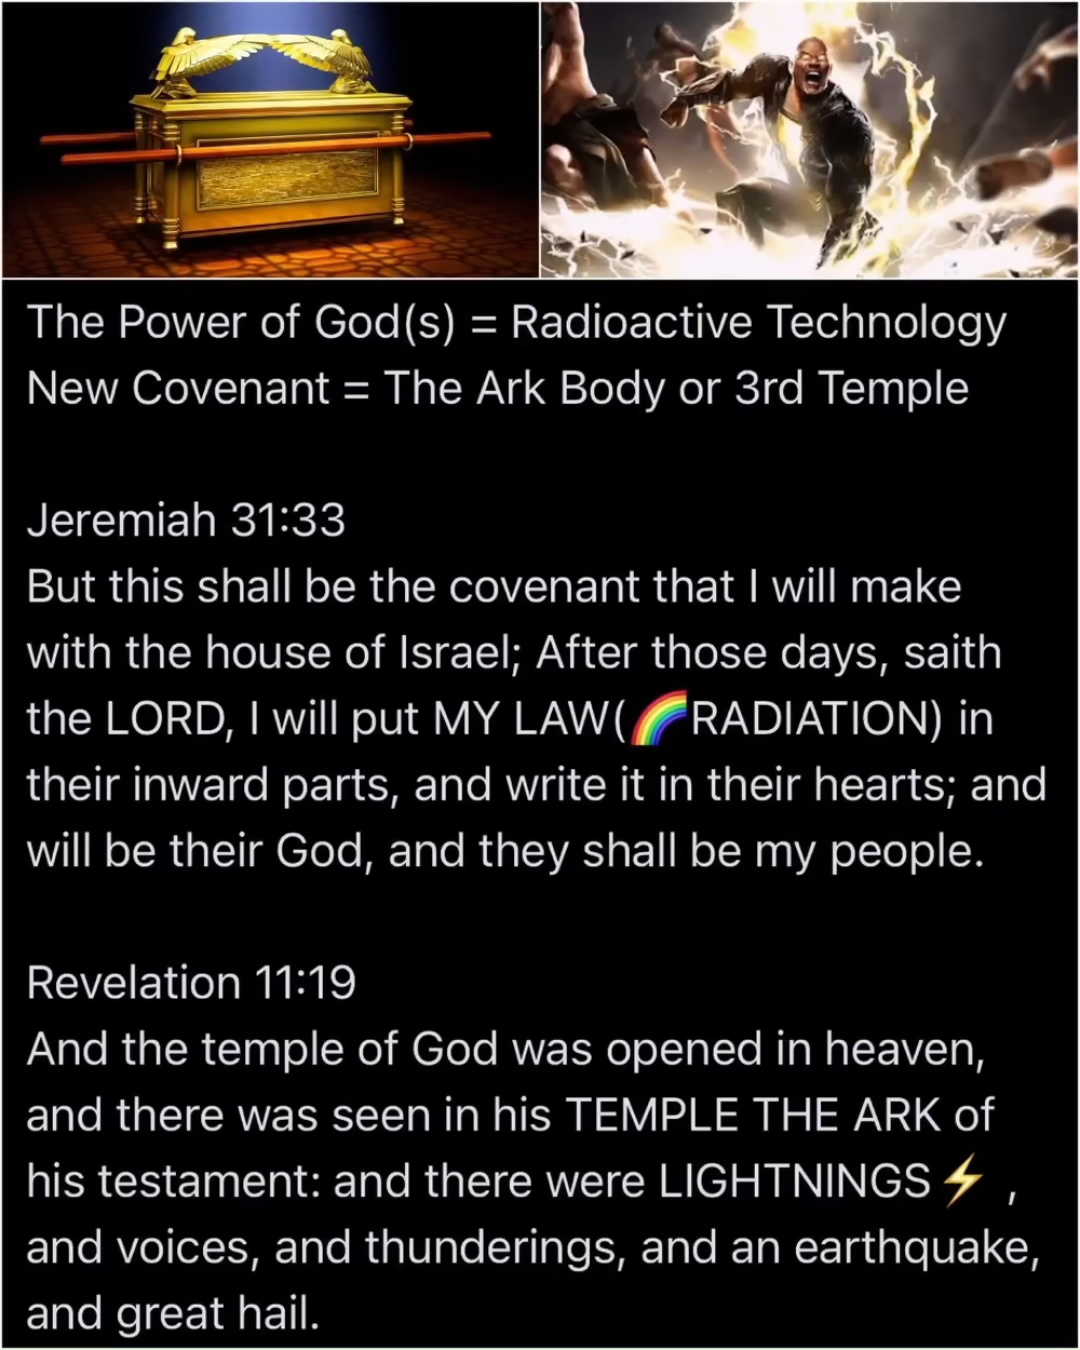 The Power of God(s) = Radioactive Technology
New Covenant = The Ark Body or 3rd Temple
Jeremiah 31:33
But this shall be the covenant that I will make
with the house of Israel; After those days, saith
the LORD, I will put MY LAW(🌈RADIATION) in
their inward parts, and write it in their hearts; and
will be their God, and they shall be my people.
Revelation 11:19
And the temple of God was opened in heaven,
and there was seen in his TEMPLE THE ARK of
his testament: and there were LIGHTNINGS⚡ ,
and voices, and thunderings, and an earthquake,
and great hail.